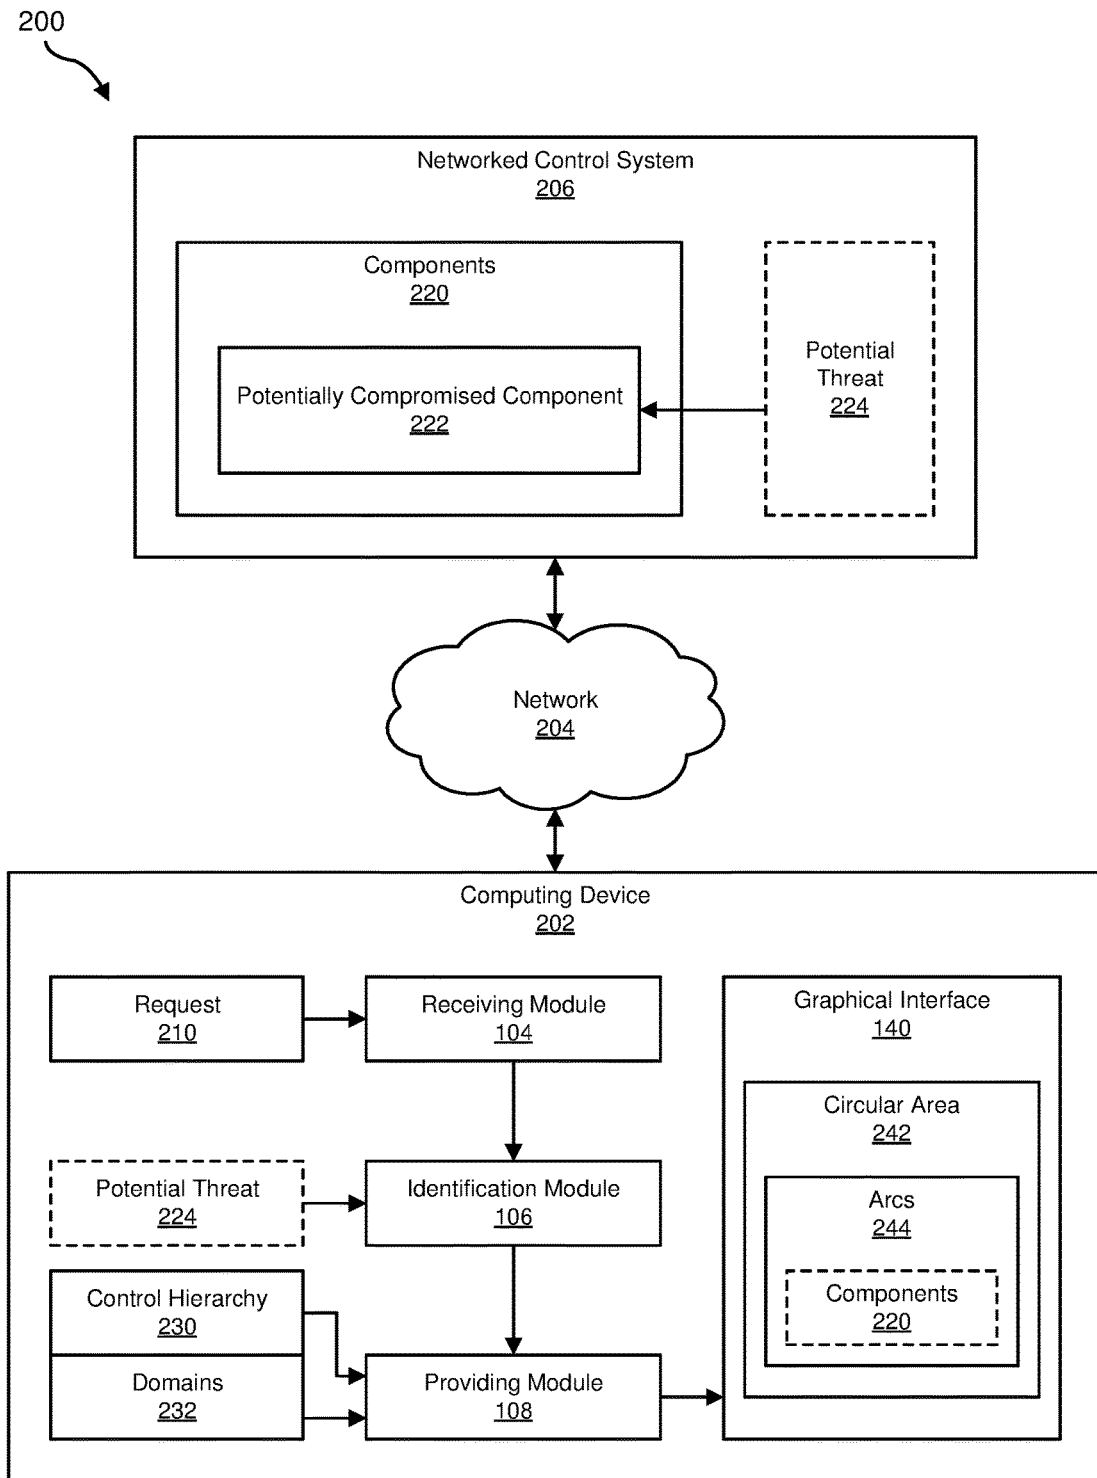 200
Networked Control System
206
Components
220
Potentially Compromised Component
222
Potential
Threat
224
Network
204
Computing Device
202
Request
210
Receiving Module
104
Potential Threat
224
Identification Module
106
Control Hierarchy
230
Domains
232
Providing Module
108
Graphical Interface
140
Circular Area
242
Arcs
244
Components
220